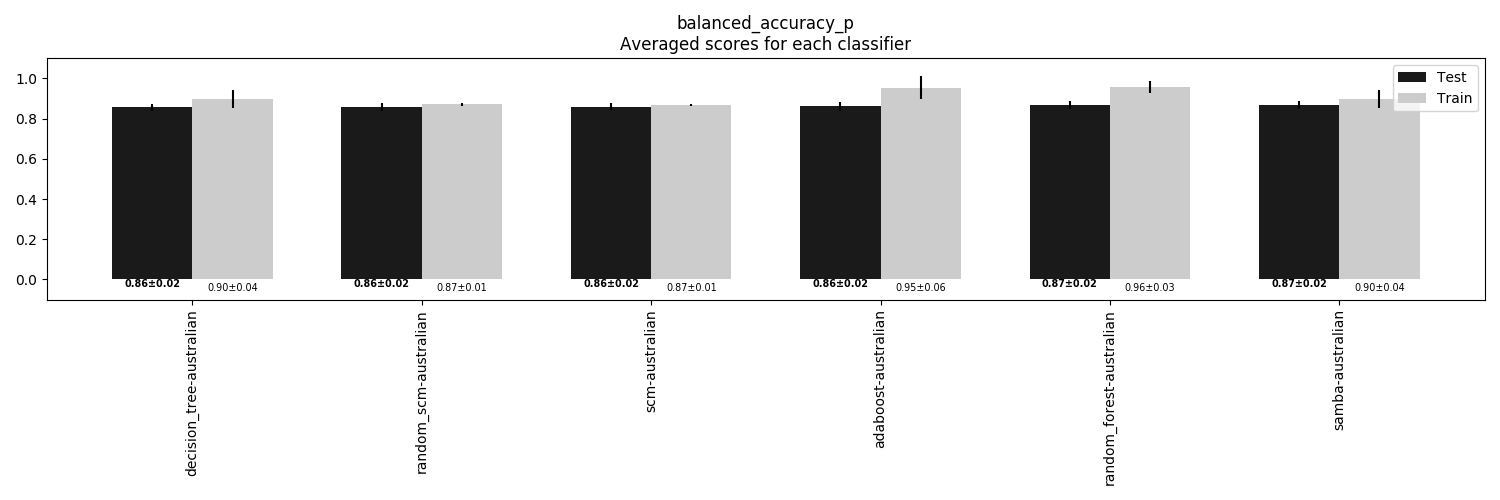 balanced_accuracy_p
Averaged scores for each classifier
1.0
0.8
0.6
0.4
0.2
0.0
Test
Train
0.86±0.02
0.90±0.04
0.86±0.02
0.87±0.01
0.86±0.02
0.87±0.01
0.86±0.02
0.95±0.06
0.87±0.02
0.96±0.03
0.87±0.02
0.90±0.04
decision_tree-australian
random_scm-australian
scm-australian
adaboost-australian
random_forest-australian
samba-australian